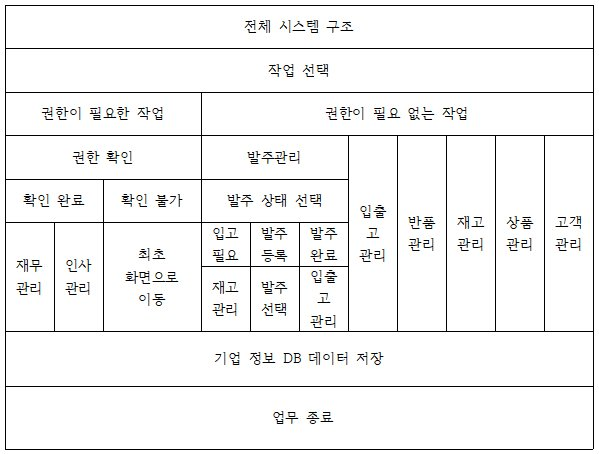 전체 시스템 구조
작업 선택
권한이 필요한 작업
권한이 필요 없는 작업
권한 확인
발주관리
입출
고
관리
반품
관리
재고
관리
상품
관리
고객
관리
확인 완료
확인 불가
발주 상태 선택
재무
관리
인사
관리
최초
화면으로
이동
입고
필요
발주
등록
발주
완료
재고
관리
발주
선택
입출
고
관리
기업 정보 DB 데이터 저장
업무 종료